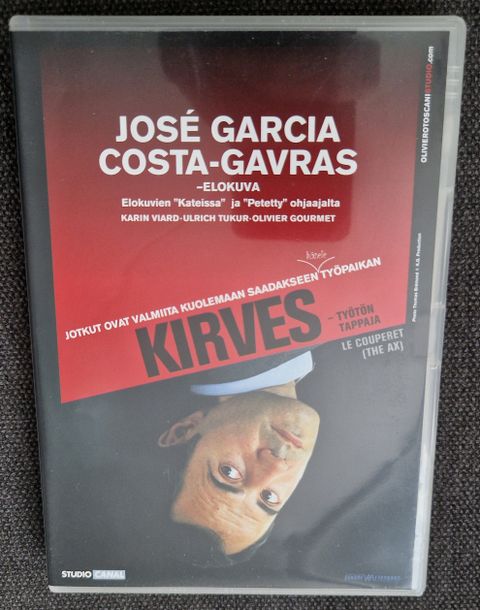 JOSÉ GARCIA
COSTA-GAVRAS
–ELOKUVA
Elokuvien "Kateissa" ja "Petetty" ohjaajalta
KARIN VIARD-ULRICH TUKUR-OLIVIER GOURMET
JOTKUT OVAT VALMIITA KUOLEMAAN SAADAKSEEN TYÖPAIKAN
KIRVES
– TYÖTÖN
TAPPAJA
LE COUPERET
(THE AX)
OLIVIEROTOSCANISTUDIO.com
STUDIO CANAL